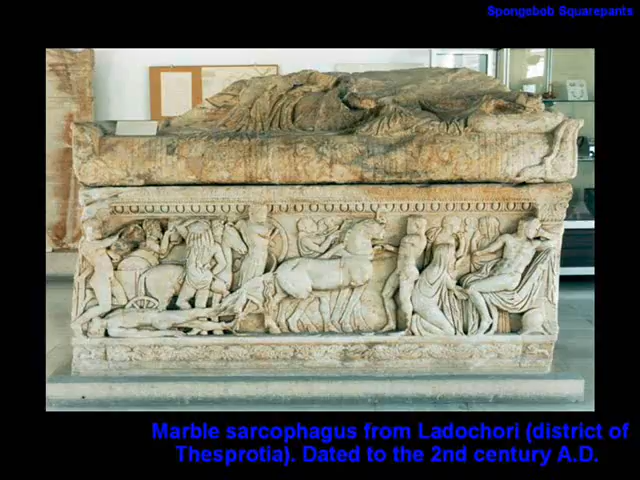 Spongebob Squarepants
Marble sarcophagus from Ladochori (district of
Thesprotia). Dated to the 2nd century A.D.